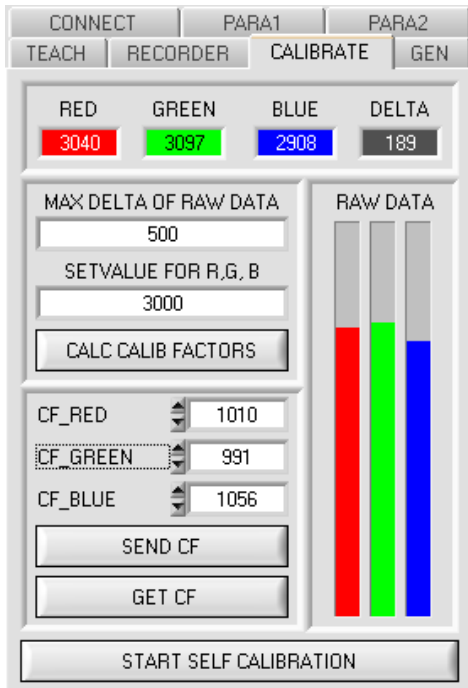 CONNECT PARA1 PARA2
TEACH RECORDER CALIBRATE GEN
RED GREEN BLUE DELTA
3040 3097 2908 189
MAX DELTA OF RAW DATA
500
SETVALUE FOR R,G, B
3000
CALC CALIB FACTORS
RAW DATA
CF_RED 1010
CF_GREEN 991
CF_BLUE 1056
SEND CF
GET CF
START SELF CALIBRATION